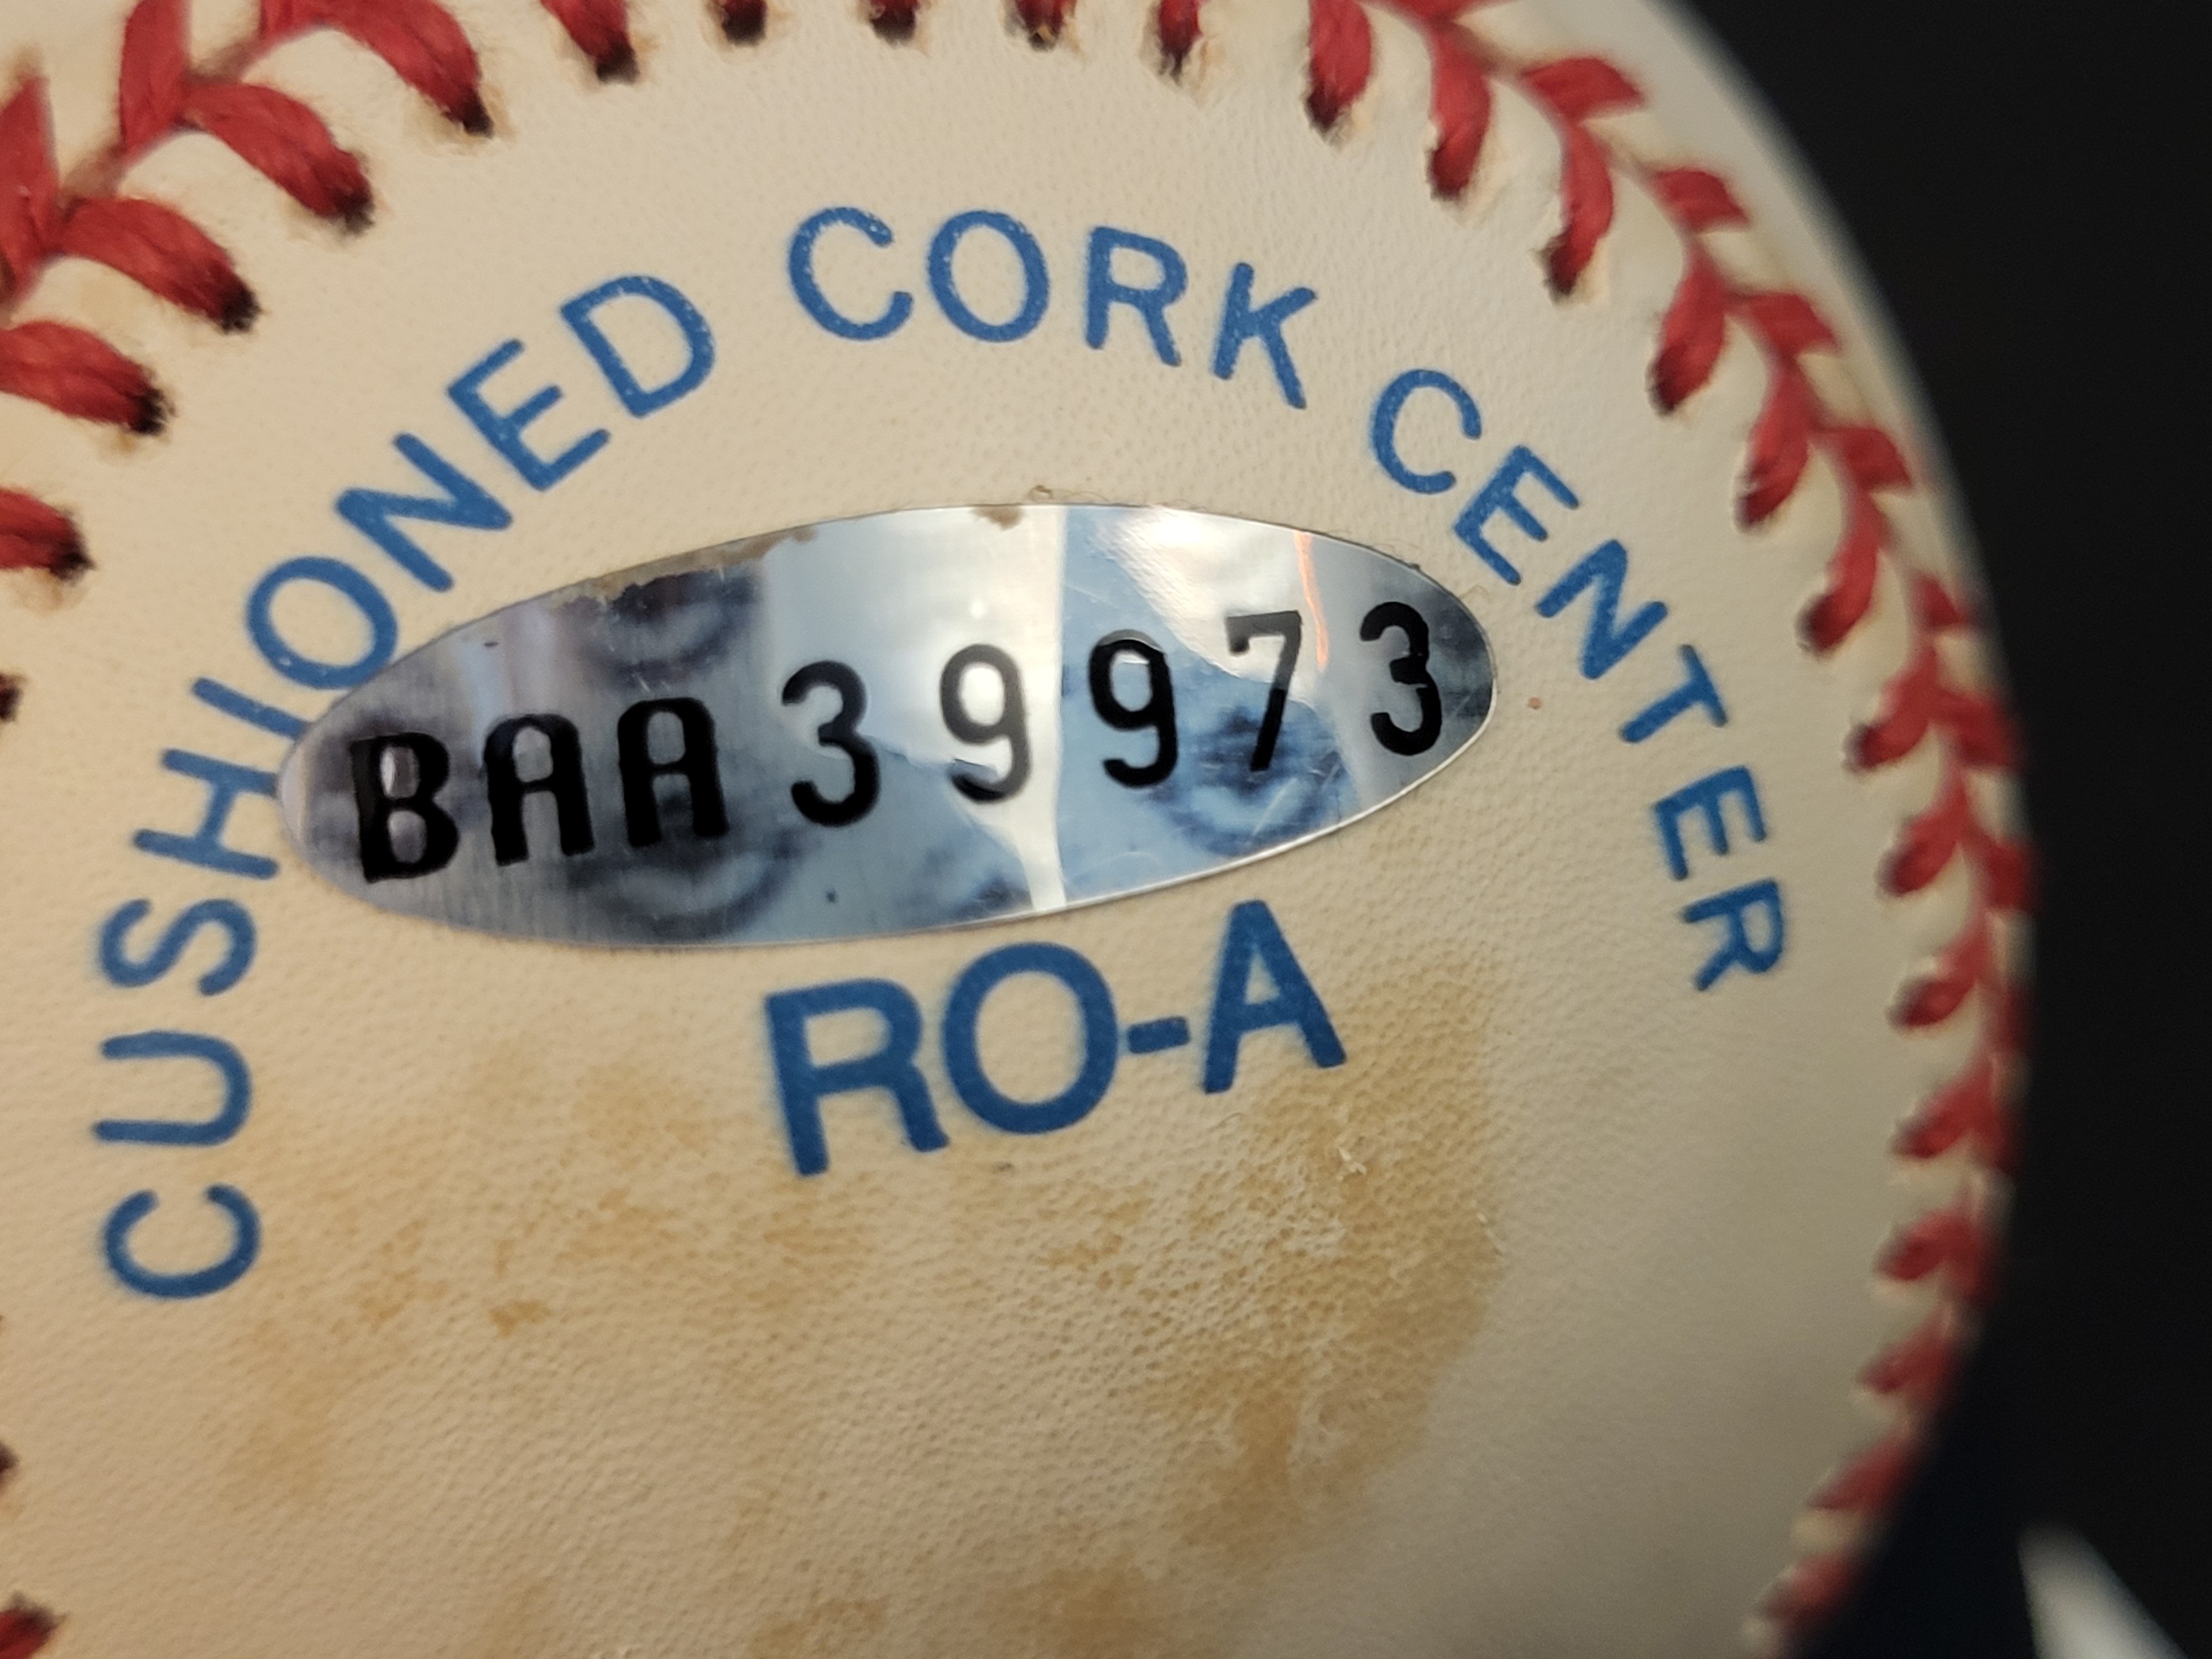 CUSHIONED CORK CENTER
BAA39973
RO-A